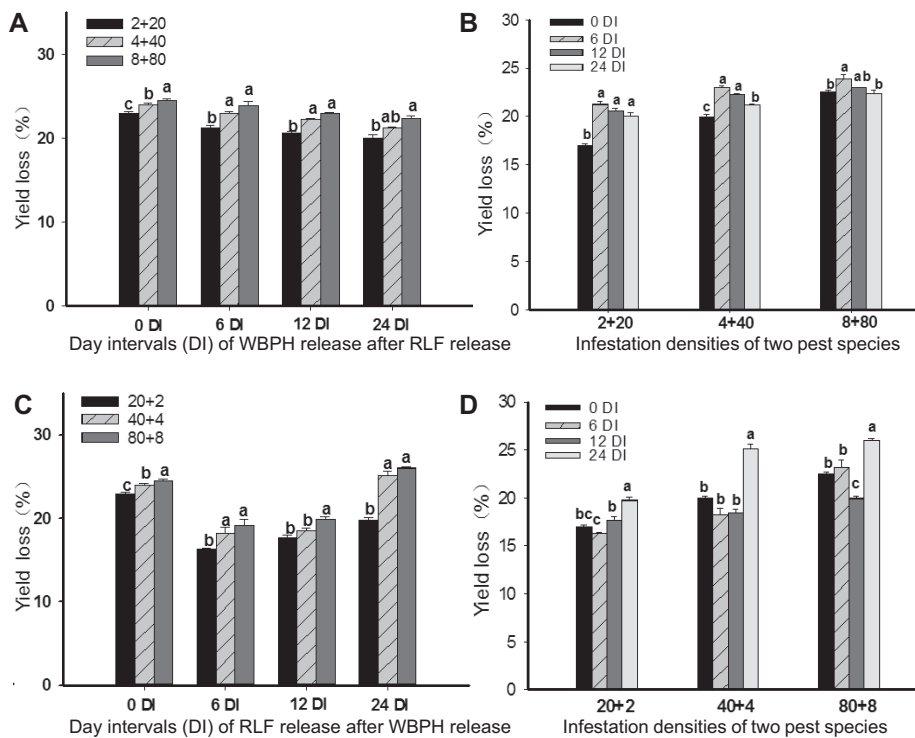 A
2+20
4+40
8+80
Yield loss (%)
30
20
10
0
c b a
b a a
b a a
b ab a
0 DI 6 DI 12 DI 24 DI
Day intervals (DI) of WBPH release after RLF release
B
0 DI
6 DI
12 DI
24 DI
Yield loss (%)
30
25
20
15
10
5
0
b a a a
c a a b
b a ab b
2+20 4+40 8+80
Infestation densities of two pest species
C
20+2
40+4
80+8
Yield loss (%)
30
20
10
0
c b a
b a a
b b a
b a a
0 DI 6 DI 12 DI 24 DI
Day intervals (DI) of RLF release after WBPH release
D
0 DI
6 DI
12 DI
24 DI
Yield loss (%)
30
25
20
15
10
5
0
bc c b a
b b b a
b b c a
20+2 40+4 80+8
Infestation densities of two pest species